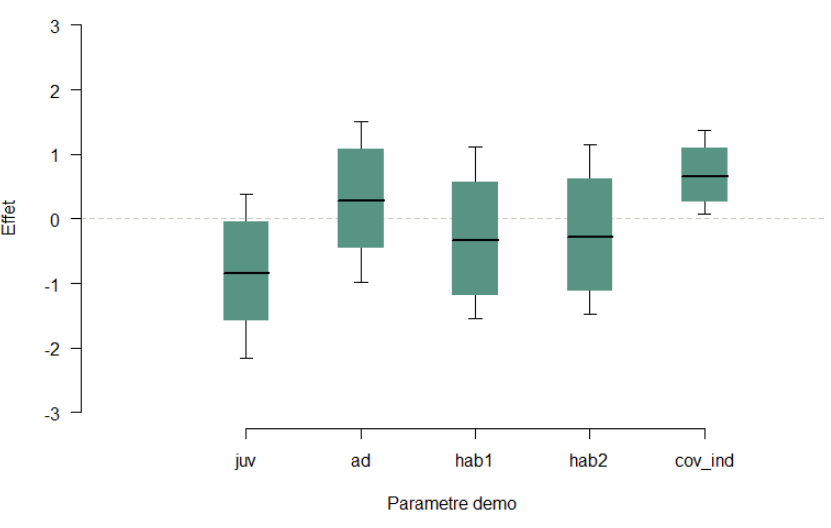 3
2
1
0
-1
-2
-3
Effet
juv ad hab1 hab2 cov_ind
Parametre demo